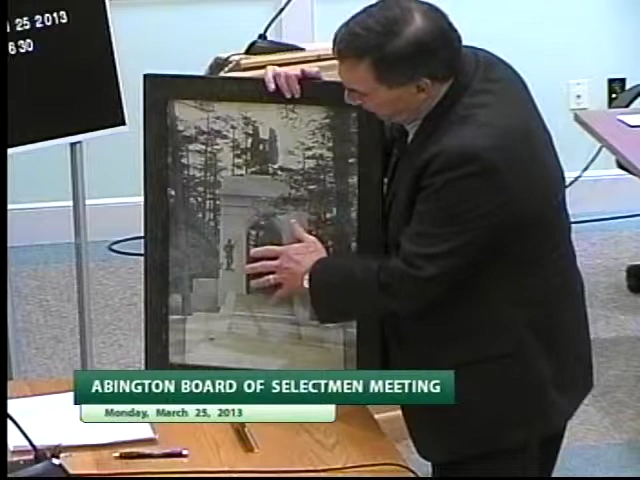 25 2013
6 30
ABINGTON BOARD OF SELECTMEN MEETING
Monday, March 25, 2013